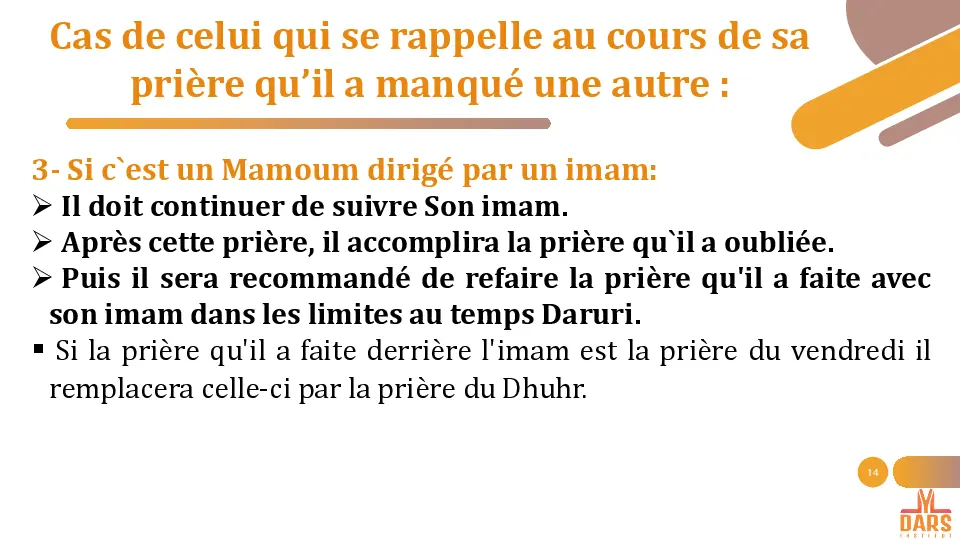 Cas de celui qui se rappelle au cours de sa
prière qu’il a manqué une autre :
3- Si c`est un Mamoum dirigé par un imam:
➢ Il doit continuer de suivre Son imam.
➢ Après cette prière, il accomplira la prière qu`il a oubliée.
➢ Puis il sera recommandé de refaire la prière qu'il a faite avec
son imam dans les limites au temps Daruri.
▪ Si la prière qu'il a faite derrière l'imam est la prière du vendredi il
remplacera celle-ci par la prière du Dhuhr.
14
DARS
INSTITUT